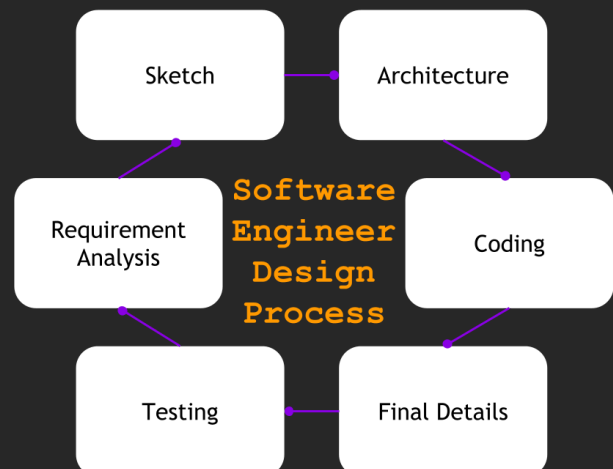 Sketch
Architecture
Requirement
Analysis
Software
Engineer
Design
Process
Coding
Testing
Final Details